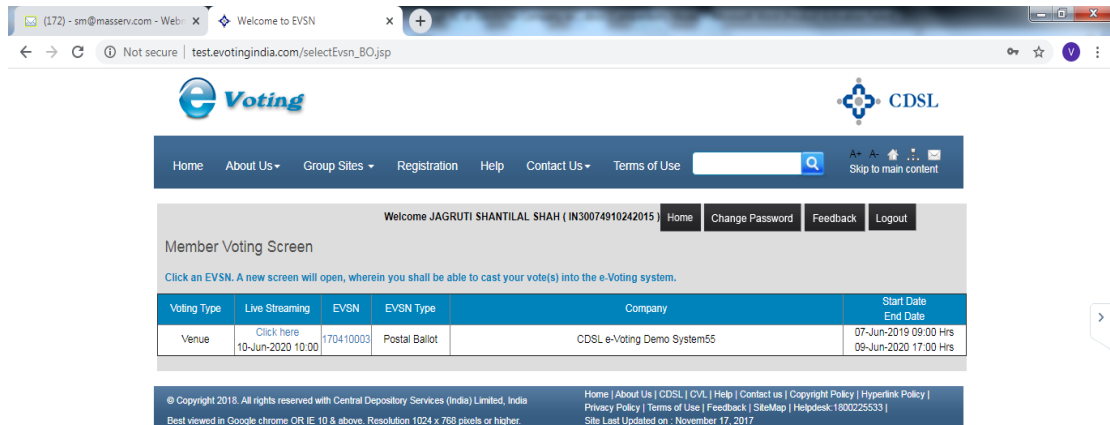 (172) - sm@masserv.com - Webm
Welcome to EVSN
Not secure | test.evotingindia.com/selectEvsn_BO.jsp
V
e Voting
CDSL
Home About Us Group Sites Registration Help Contact Us Terms of Use
A+ A-
Skip to main content
Welcome JAGRUTI SHANTILAL SHAH ( IN30074910242015 ) Home Change Password Feedback Logout
Member Voting Screen
Click an EVSN. A new screen will open, wherein you shall be able to cast your vote(s) into the e-Voting system.
Voting Type Live Streaming EVSN EVSN Type Company Start Date
End Date
Venue Click here 170410003 Postal Ballot CDSL e-Voting Demo System55 07-Jun-2019 09:00 Hrs
10-Jun-2020 10:00 09-Jun-2020 17:00 Hrs
© Copyright 2018. All rights reserved with Central Depository Services (India) Limited, India
Best viewed in Google chrome OR IE 10 & above. Resolution 1024 x 768 pixels or higher.
Home | About Us | CDSL | CVL | Help | Contact us | Copyright Policy | Hyperlink Policy |
Privacy Policy | Terms of Use | Feedback | SiteMap | Helpdesk:1800225533 |
Site Last Updated on : November 17, 2017